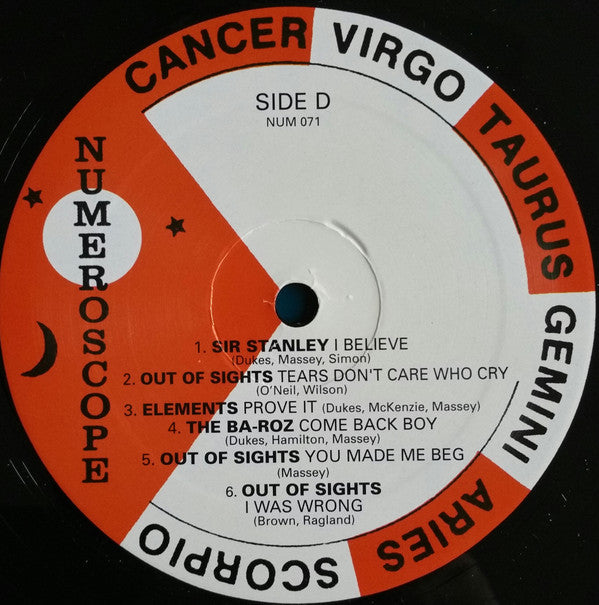 CANCER
VIRGO
TAURUS
GEMINI
ARIES
SCORPIO
NUMEROSCOPE
SIDE D
NUM 071
1. SIR STANLEY I BELIEVE
(Dukes, Massey, Simon)
2. OUT OF SIGHTS TEARS DON'T CARE WHO CRY
(O'Neil, Wilson)
3. ELEMENTS PROVE IT (Dukes, McKenzie, Massey)
4. THE BA-ROZ COME BACK BOY
(Dukes, Hamilton, Massey)
5. OUT OF SIGHTS YOU MADE ME BEG
(Massey)
6. OUT OF SIGHTS
I WAS WRONG
(Brown, Ragland)